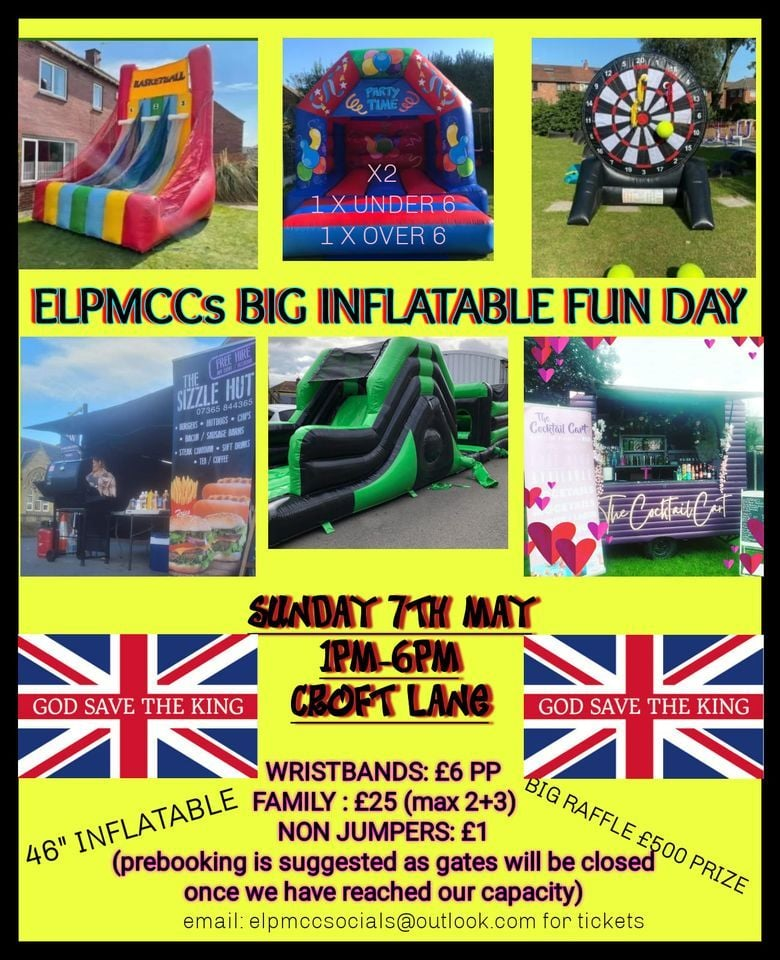 BASKETBALL
PARTY
TIME
X2
1 X UNDER 6
1 X OVER 6
ELPMCCs BIG INFLATABLE FUN DAY
FREE HIRE
THE
SIZZLE HUT
07365 844365
BURGERS • HOTDOGS • CHIPS
• BACON / SAUSAGE BARMS
STEAK CANADIAN • SOFT DRINKS
• TEA / COFFEE
Fries
The
Cocktail Cart
The Cocktail Cart
SUNDAY 7TH MAY
1PM-6PM
CROFT LANE
GOD SAVE THE KING
GOD SAVE THE KING
WRISTBANDS: £6 PP
FAMILY : £25 (max 2+3)
NON JUMPERS: £1
46" INFLATABLE
BIG RAFFLE £500 PRIZE
(prebooking is suggested as gates will be closed
once we have reached our capacity)
email: elpmccsocials@outlook.com for tickets